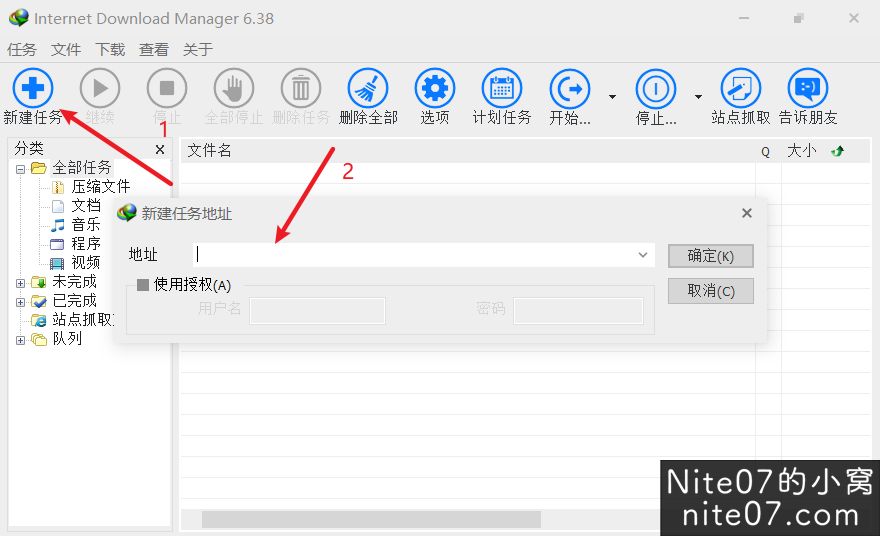 Internet Download Manager 6.38
任务 文件 下载 查看 关于
新建任务 继续 停止 全部停止 删除任务 删除全部 选项 计划任务 开始... 停止... 站点抓取 告诉朋友
1
分类 X 文件名 Q 大小
2
全部任务
压缩文件
文档
音乐
程序
视频
未完成
已完成
站点抓取
队列
新建任务地址
地址 确定(K)
使用授权(A) 取消(C)
用户名 密码
Nite07的小窝
nite07.com